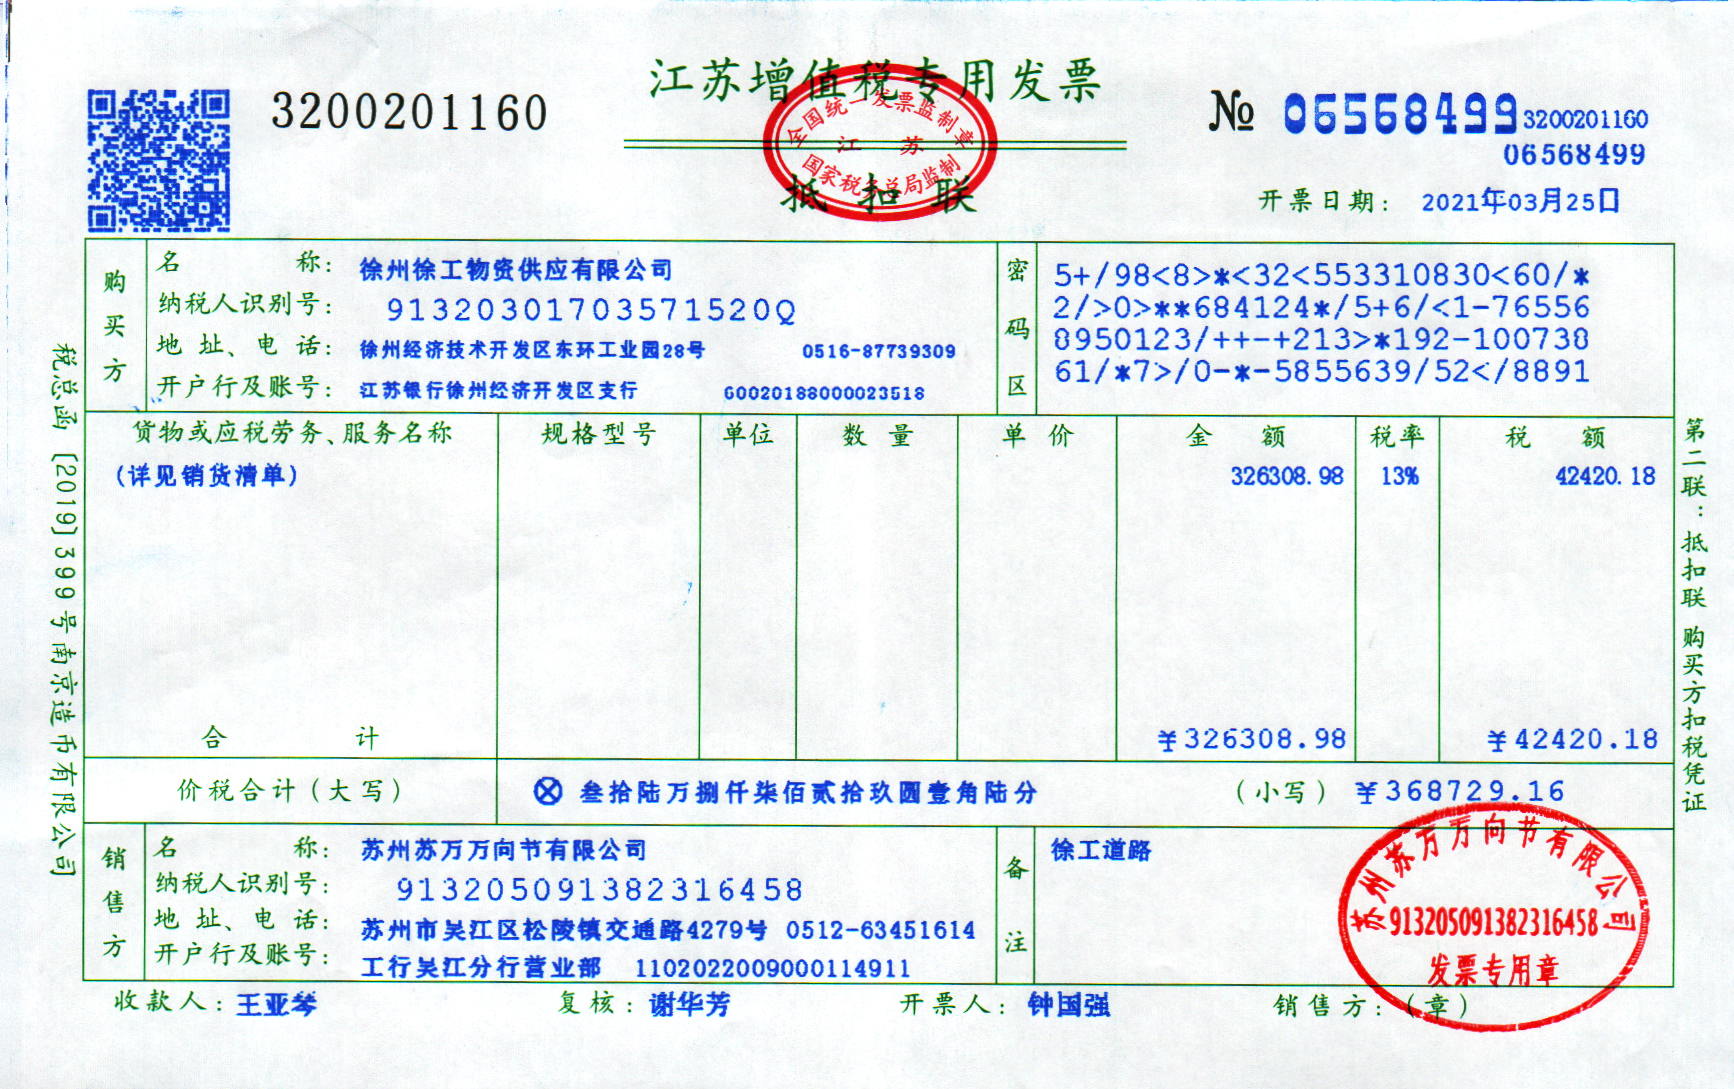 江苏增值税专用发票
3200201160
№ 06568499 3200201160
06568499
全国统一发票监制章
江 苏
国家税务总局监制
抵扣联
开票日期: 2021年03月25日
购买方
名 称: 徐州徐工物资供应有限公司
纳税人识别号: 91320301703571520Q
地 址、电 话: 徐州经济技术开发区东环工业园28号 0516-87739309
开户行及账号: 江苏银行徐州经济开发区支行 60020188000023518
密码区
5+/98<8>*<32<553310830<60/*
2/>0>**684124*/5+6/<1-76556
8950123/++-+213>*192-100738
61/*7>/0-*-5855639/52</8891
货物或应税劳务、服务名称 规格型号 单位 数 量 单 价 金 额 税率 税 额
(详见销货清单) 326308.98 13% 42420.18
合 计 ¥326308.98 ¥42420.18
价税合计(大写) ⊗ 叁拾陆万捌仟柒佰贰拾玖圆壹角陆分 (小写) ¥368729.16
销售方
名 称: 苏州苏万万向节有限公司
纳税人识别号: 913205091382316458
地 址、电 话: 苏州市吴江区松陵镇交通路4279号 0512-63451614
开户行及账号: 工行吴江分行营业部 1102022009000114911
备注
徐工道路
苏州苏万万向节有限公司
913205091382316458
发票专用章
收款人: 王亚琴 复核: 谢华芳 开票人: 钟国强 销售方:(章)
税总函〔2019〕399号南京造币有限公司
第二联:抵扣联 购买方扣税凭证